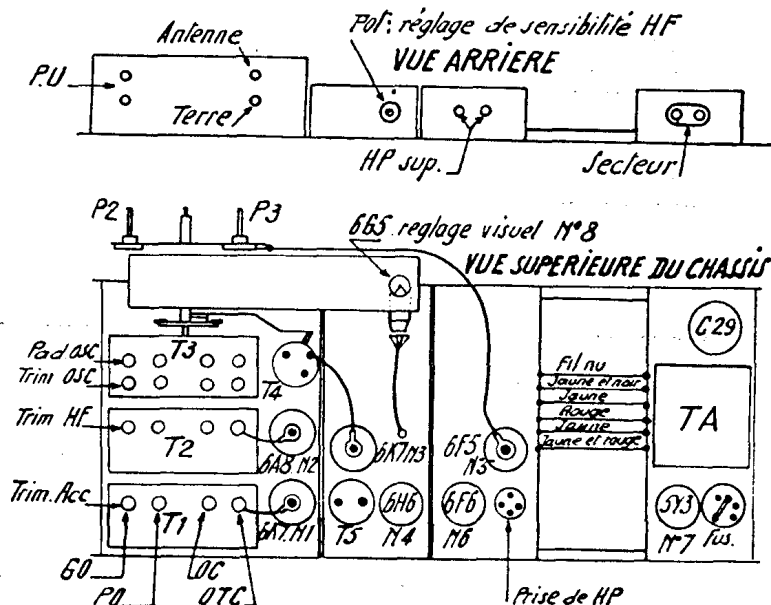 Pot: réglage de sensibilité HF
Antenne
VUE ARRIERE
P.U
Terre
HP sup.
Secteur
P2
P3
6G5 reglage visuel N°8
VUE SUPERIEURE DU CHASSIS
C29
T3
Pad osc
Trim osc
T4
Fil nu
Jaune et noir
Jaune
Rouge
Jaune
Jaune et rouge
TA
Trim HF
T2
6A8 N2
6K7 N3
6F5
N5
Trim. Acc
T1
6K7 N1
T5
6H6
N4
6F6
N6
5Y3
N°7
Fus.
GO
PO
OC
OTC
Prise de HP